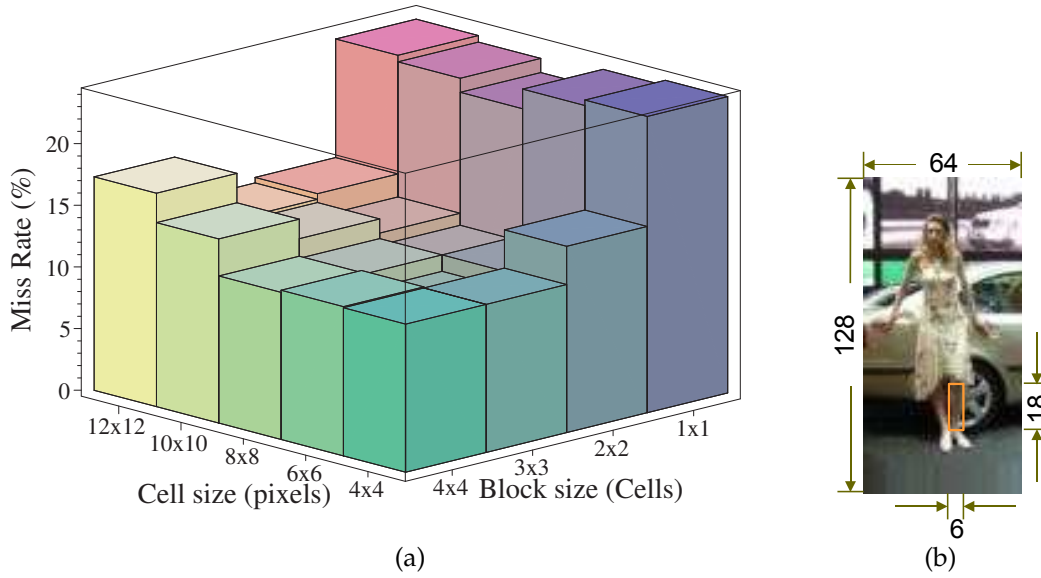 20
15
10
5
0
Miss Rate (%)
12x12
10x10
8x8
6x6
4x4
Cell size (pixels)
4x4
3x3
2x2
1x1
Block size (Cells)
(a)
64
128
18
6
(b)